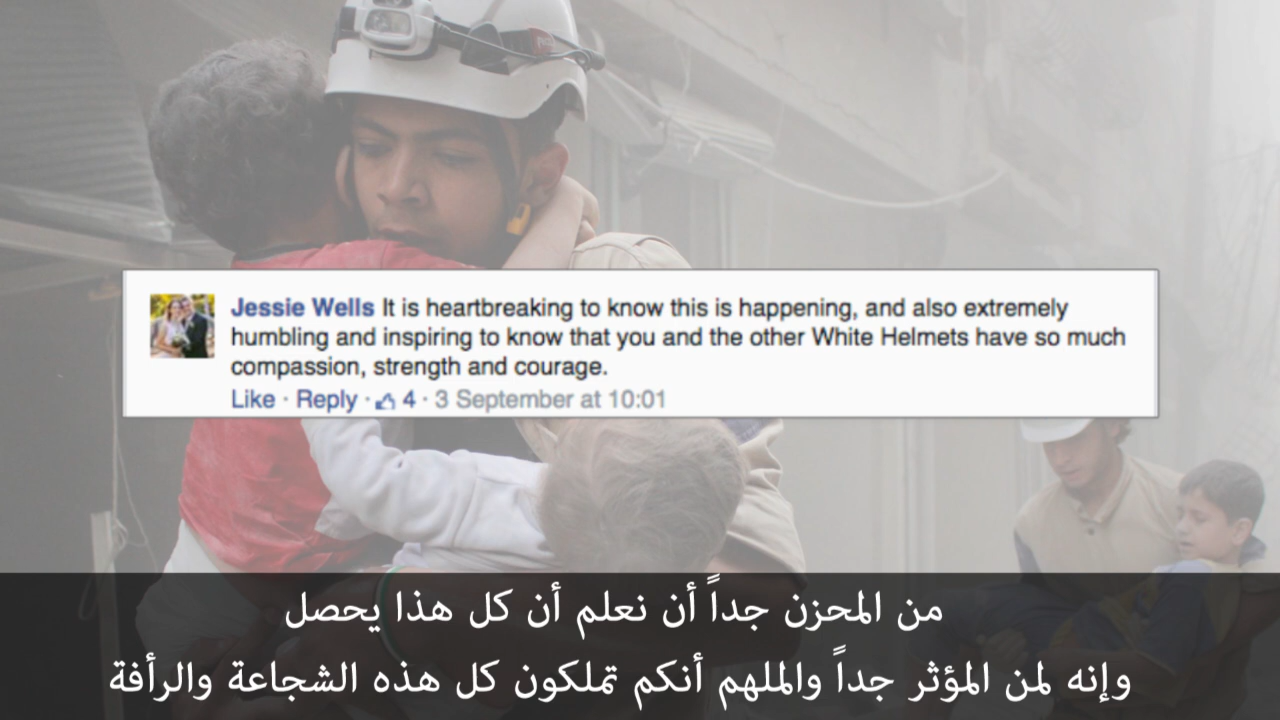 Jessie Wells It is heartbreaking to know this is happening, and also extremely
humbling and inspiring to know that you and the other White Helmets have so much
compassion, strength and courage.
Like · Reply · 4 · 3 September at 10:01
من المحزن جداً أن نعلم أن كل هذا يحصل
وإنه لمن المؤثر جداً والملهم أنكم تملكون كل هذه الشجاعة والرأفة